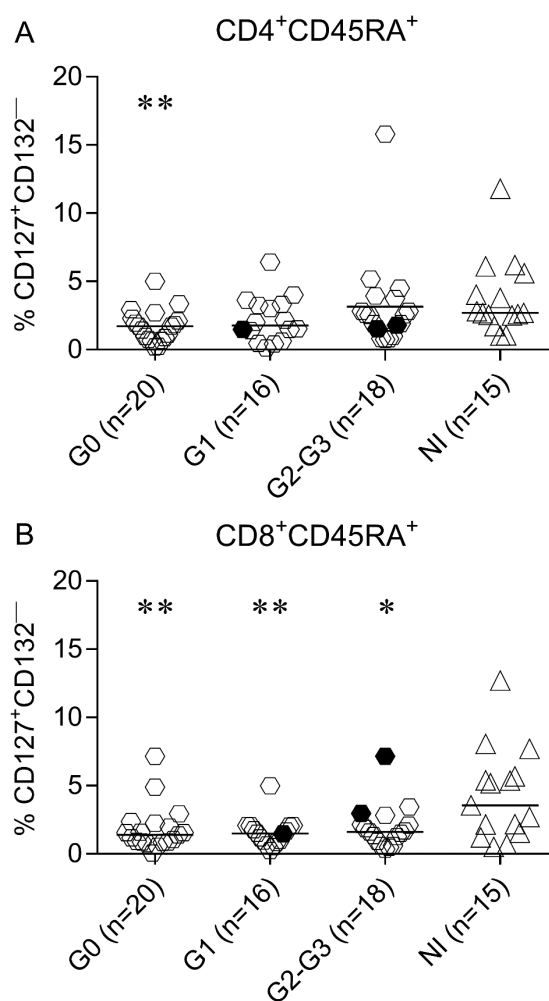 A
CD4⁺CD45RA⁺
% CD127⁺CD132⁻
20
15
10
5
0
**
G0 (n=20)
G1 (n=16)
G2-G3 (n=18)
NI (n=15)
B
CD8⁺CD45RA⁺
% CD127⁺CD132⁻
20
15
10
5
0
**
**
*
G0 (n=20)
G1 (n=16)
G2-G3 (n=18)
NI (n=15)